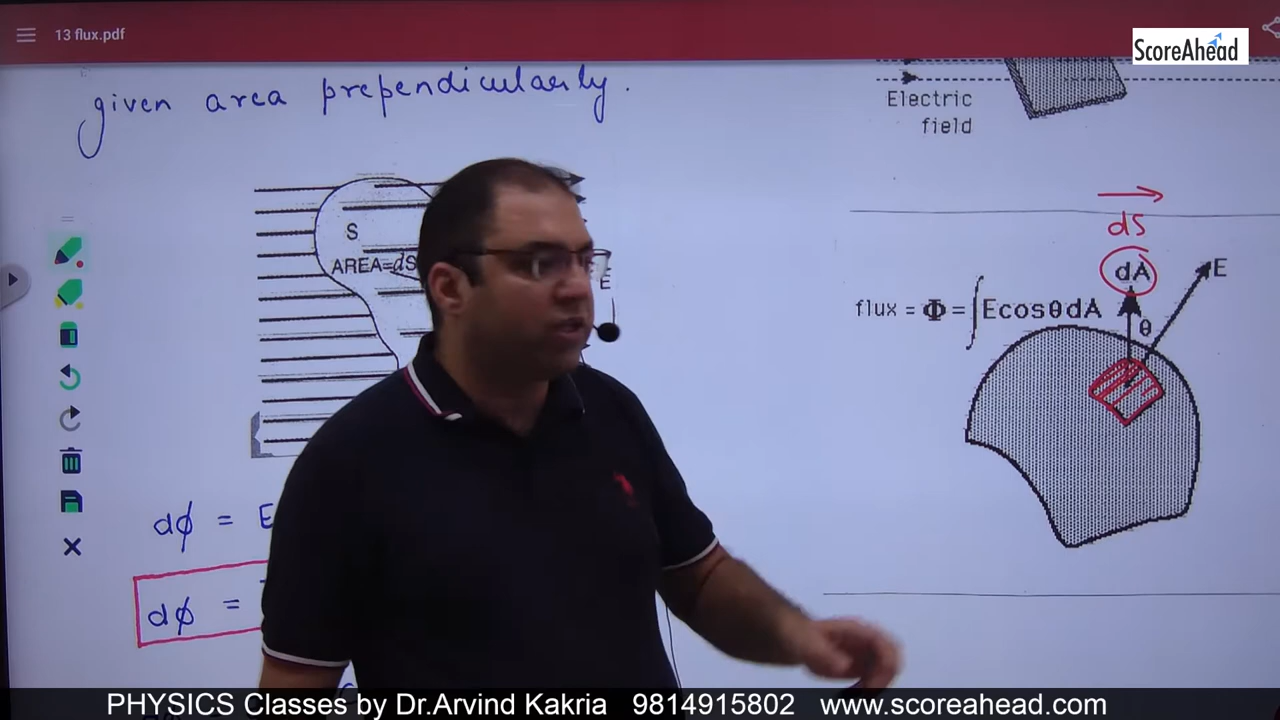 13 flux.pdf
ScoreAhead
given area prependicularly.
Electric
field
S
AREA=dS
E
dS
dA
E
flux = Φ = ∫Ecosθ dA
θ
dφ = E
dφ =
PHYSICS Classes by Dr.Arvind Kakria 9814915802 www.scoreahead.com